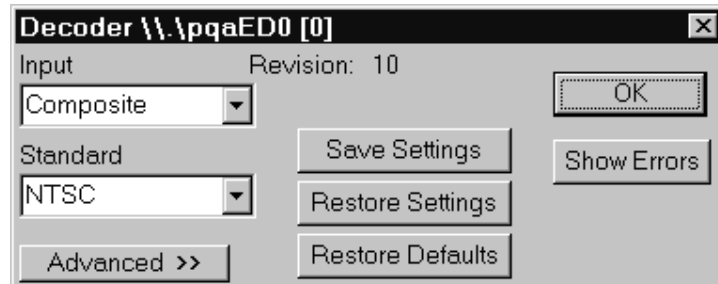 Decoder \\.\pqaED0 [0]
Input Revision: 10
Composite OK
Standard Save Settings Show Errors
NTSC Restore Settings
Advanced >> Restore Defaults